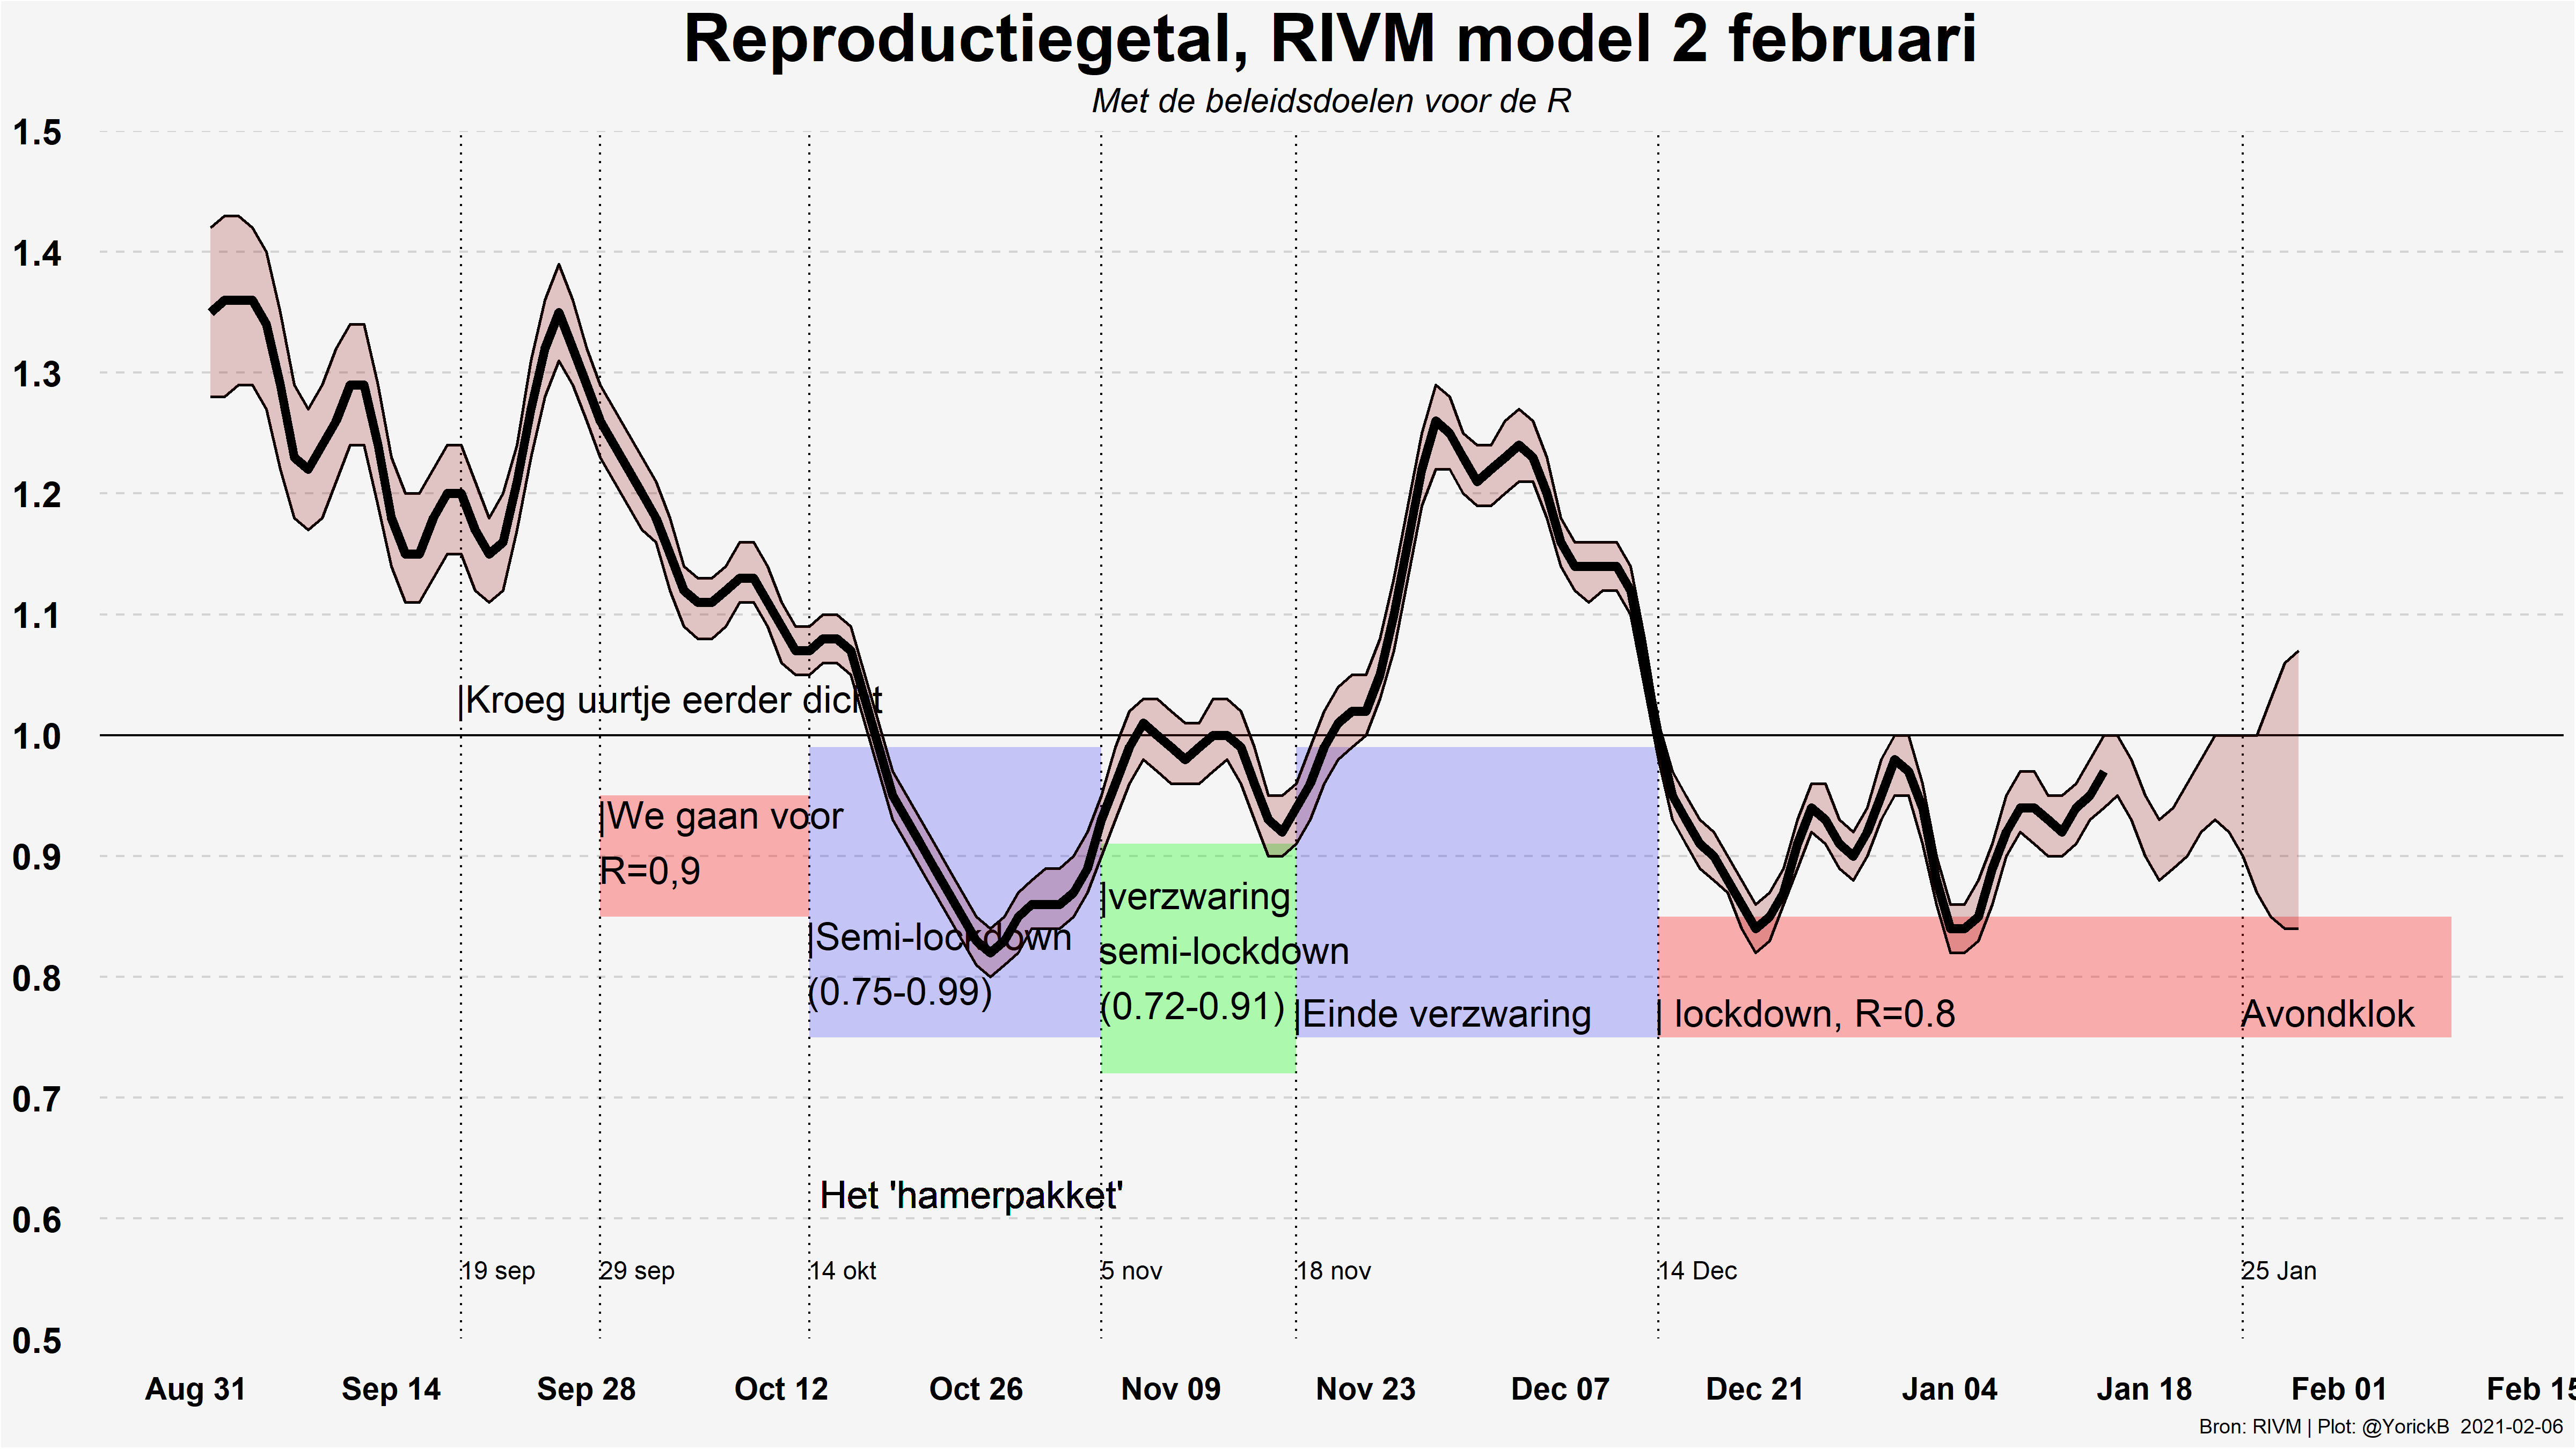 Reproductiegetal, RIVM model 2 februari
Met de beleidsdoelen voor de R
1.5
1.4
1.3
1.2
1.1
1.0
0.9
0.8
0.7
0.6
0.5
|Kroeg uurtje eerder dicht
|We gaan voor
R=0,9
|Semi-lockdown
(0.75-0.99)
|verzwaring
semi-lockdown
(0.72-0.91)
|Einde verzwaring
| lockdown, R=0.8
Avondklok
Het 'hamerpakket'
19 sep
29 sep
14 okt
5 nov
18 nov
14 Dec
25 Jan
Aug 31
Sep 14
Sep 28
Oct 12
Oct 26
Nov 09
Nov 23
Dec 07
Dec 21
Jan 04
Jan 18
Feb 01
Feb 15
Bron: RIVM | Plot: @YorickB  2021-02-06